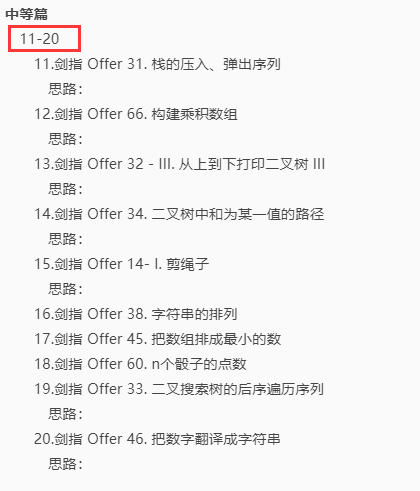 中等篇
11-20
11.剑指 Offer 31. 栈的压入、弹出序列
思路：
12.剑指 Offer 66. 构建乘积数组
思路：
13.剑指 Offer 32 - III. 从上到下打印二叉树 III
思路：
14.剑指 Offer 34. 二叉树中和为某一值的路径
思路：
15.剑指 Offer 14- I. 剪绳子
思路：
16.剑指 Offer 38. 字符串的排列
17.剑指 Offer 45. 把数组排成最小的数
18.剑指 Offer 60. n个骰子的点数
19.剑指 Offer 33. 二叉搜索树的后序遍历序列
思路：
20.剑指 Offer 46. 把数字翻译成字符串
思路：